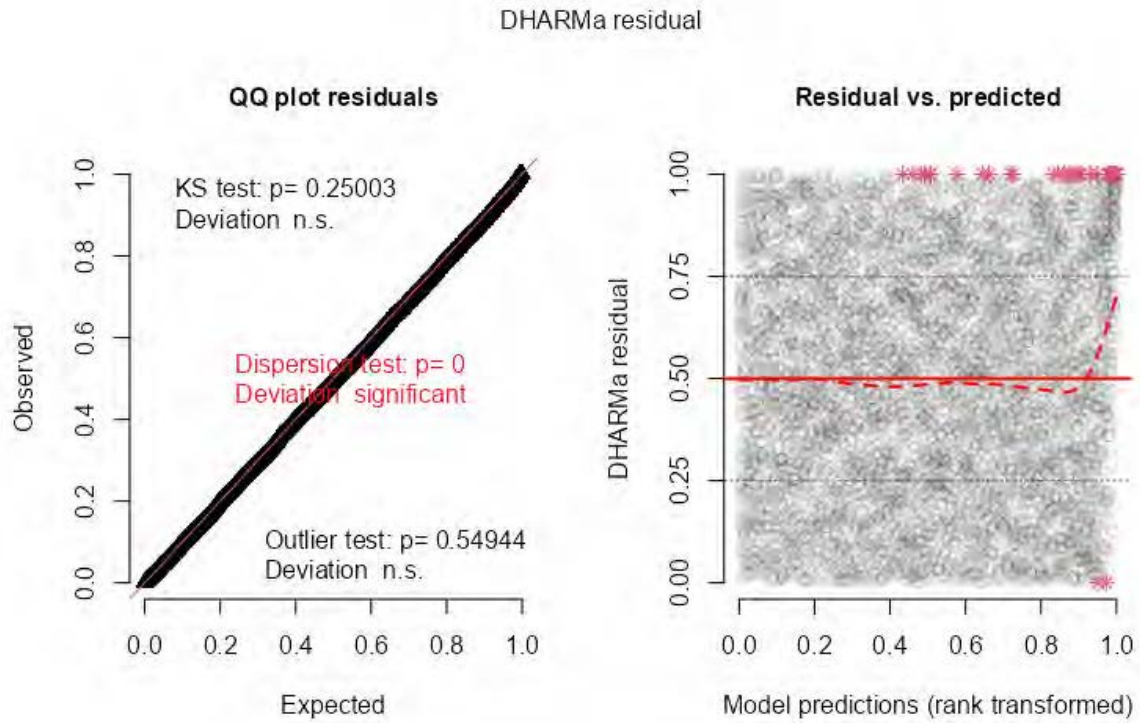 DHARMa residual
QQ plot residuals
KS test: p= 0.25003
Deviation n.s.
Dispersion test: p= 0
Deviation significant
Outlier test: p= 0.54944
Deviation n.s.
Observed
0.0 0.2 0.4 0.6 0.8 1.0
0.0 0.2 0.4 0.6 0.8 1.0
Expected
Residual vs. predicted
DHARMa residual
0.00 0.25 0.50 0.75 1.00
0.0 0.2 0.4 0.6 0.8 1.0
Model predictions (rank transformed)